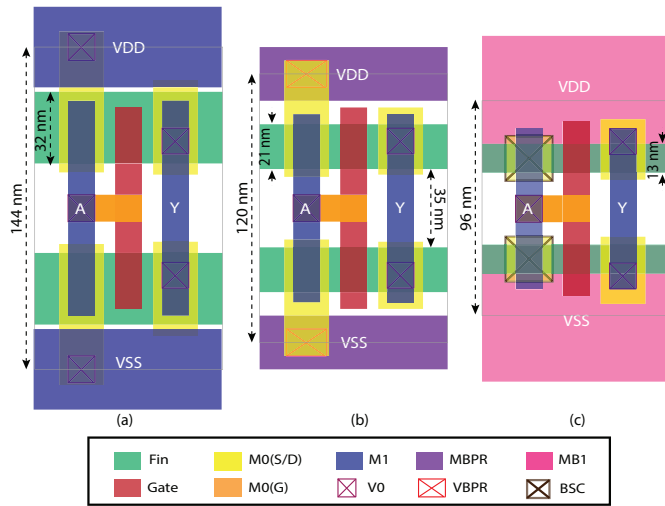 VDD
32 nm
144 nm
A
Y
VSS
(a)
VDD
21 nm
120 nm
A
Y
35 nm
VSS
(b)
VDD
13 nm
96 nm
A
Y
VSS
(c)
Fin
M0(S/D)
M1
MBPR
MB1
Gate
M0(G)
V0
VBPR
BSC